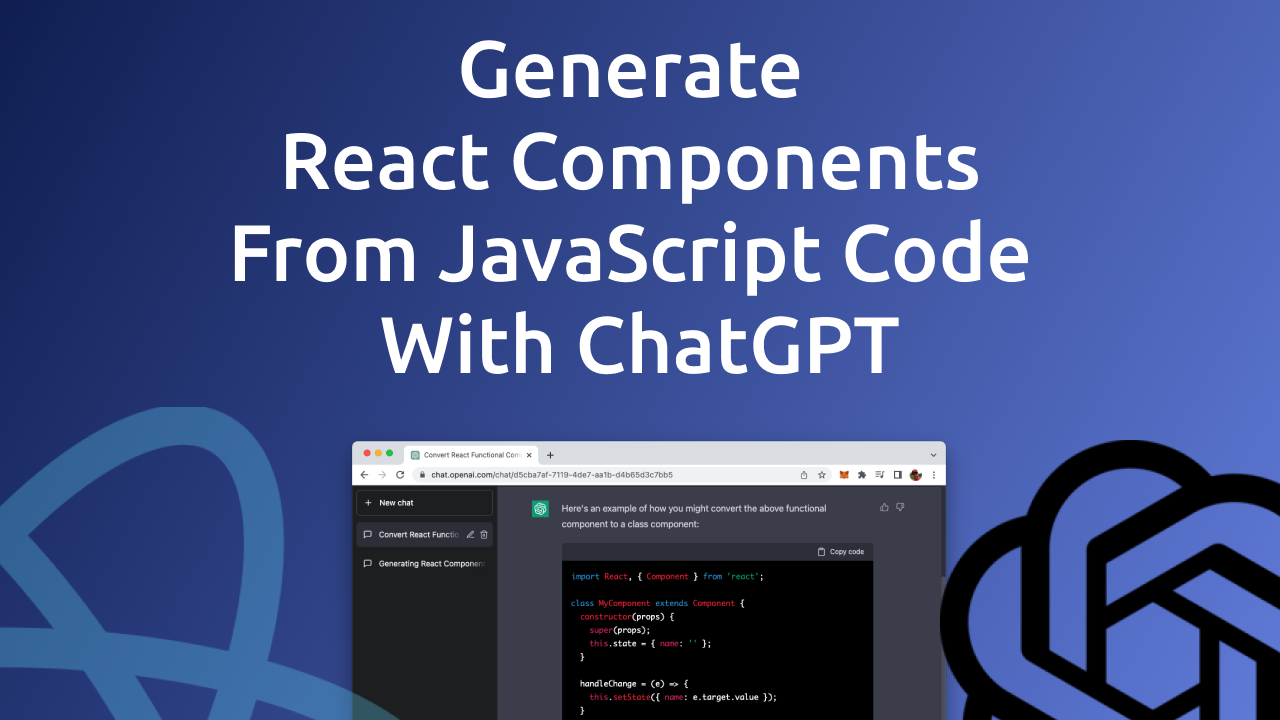 Generate
React Components
From JavaScript Code
With ChatGPT
Convert React Functional Com
chat.openai.com/chat/d5cba7af-7119-4de7-aa1b-d4b65d3c7bb5
New chat
Convert React Functio
Generating React Component
Here's an example of how you might convert the above functional
component to a class component:
Copy code
import React, { Component } from 'react';
class MyComponent extends Component {
constructor(props) {
super(props);
this.state = { name: '' };
}
handleChange = (e) => {
this.setState({ name: e.target.value });
}